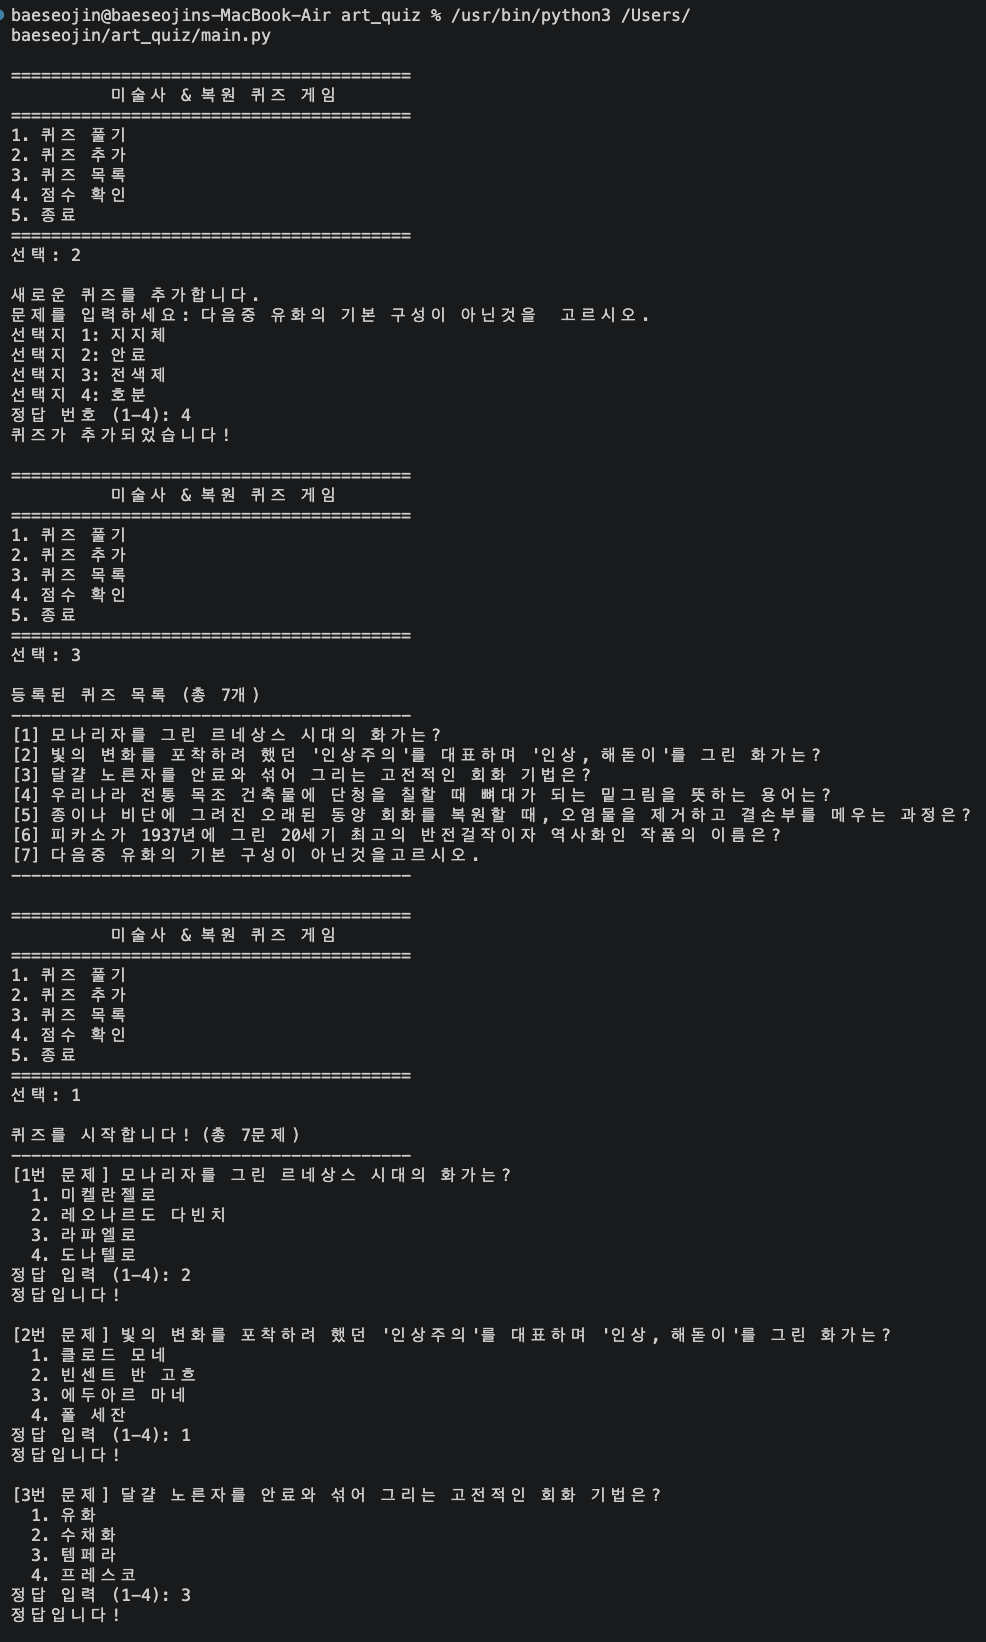 baeseojin@baeseojins-MacBook-Air art_quiz % /usr/bin/python3 /Users/
baeseojin/art_quiz/main.py
========================================
미술사 & 복원 퀴즈 게임
========================================
1. 퀴즈 풀기
2. 퀴즈 추가
3. 퀴즈 목록
4. 점수 확인
5. 종료
========================================
선택: 2
새로운 퀴즈를 추가합니다.
문제를 입력하세요: 다음중 유화의 기본 구성이 아닌것을  고르시오.
선택지 1: 지지체
선택지 2: 안료
선택지 3: 전색제
선택지 4: 호분
정답 번호 (1-4): 4
퀴즈가 추가되었습니다!
========================================
미술사 & 복원 퀴즈 게임
========================================
1. 퀴즈 풀기
2. 퀴즈 추가
3. 퀴즈 목록
4. 점수 확인
5. 종료
========================================
선택: 3
등록된 퀴즈 목록 (총 7개)
----------------------------------------
[1] 모나리자를 그린 르네상스 시대의 화가는?
[2] 빛의 변화를 포착하려 했던 '인상주의'를 대표하며 '인상, 해돋이'를 그린 화가는?
[3] 달걀 노른자를 안료와 섞어 그리는 고전적인 회화 기법은?
[4] 우리나라 전통 목조 건축물에 단청을 칠할 때 뼈대가 되는 밑그림을 뜻하는 용어는?
[5] 종이나 비단에 그려진 오래된 동양 회화를 복원할 때, 오염물을 제거하고 결손부를 메우는 과정은?
[6] 피카소가 1937년에 그린 20세기 최고의 반전걸작이자 역사화인 작품의 이름은?
[7] 다음중 유화의 기본 구성이 아닌것을고르시오.
----------------------------------------
========================================
미술사 & 복원 퀴즈 게임
========================================
1. 퀴즈 풀기
2. 퀴즈 추가
3. 퀴즈 목록
4. 점수 확인
5. 종료
========================================
선택: 1
퀴즈를 시작합니다! (총 7문제)
----------------------------------------
[1번 문제] 모나리자를 그린 르네상스 시대의 화가는?
1. 미켈란젤로
2. 레오나르도 다빈치
3. 라파엘로
4. 도나텔로
정답 입력 (1-4): 2
정답입니다!
[2번 문제] 빛의 변화를 포착하려 했던 '인상주의'를 대표하며 '인상, 해돋이'를 그린 화가는?
1. 클로드 모네
2. 빈센트 반 고흐
3. 에두아르 마네
4. 폴 세잔
정답 입력 (1-4): 1
정답입니다!
[3번 문제] 달걀 노른자를 안료와 섞어 그리는 고전적인 회화 기법은?
1. 유화
2. 수채화
3. 템페라
4. 프레스코
정답 입력 (1-4): 3
정답입니다!